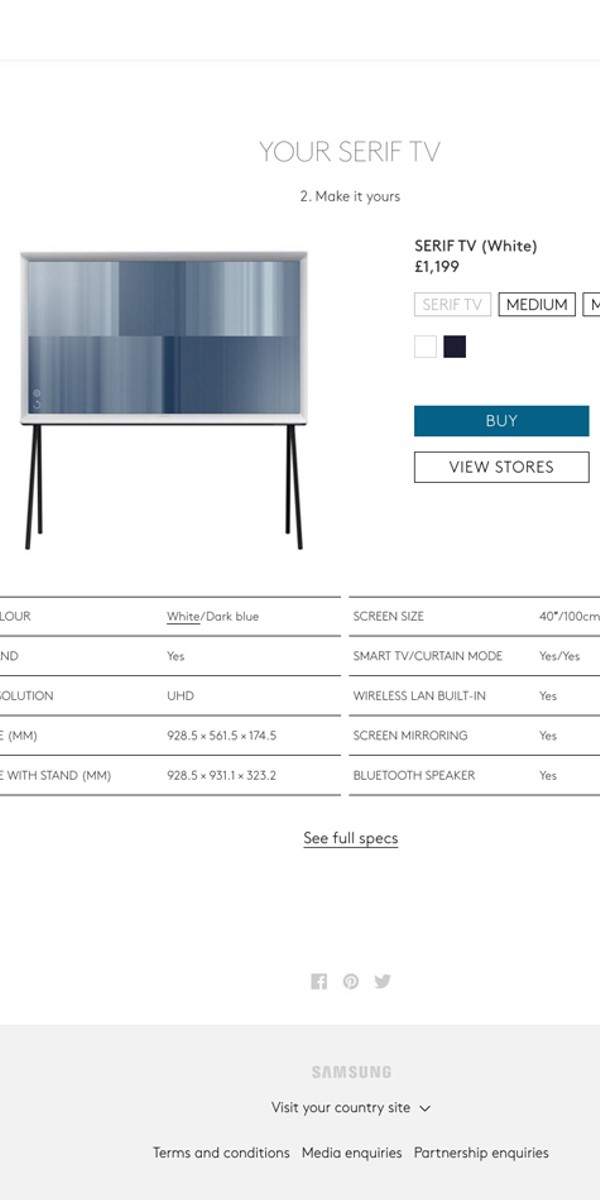 YOUR SERIF TV
2. Make it yours
SERIF TV (White)
£1,199
SERIF TV MEDIUM M
BUY
VIEW STORES
LOUR White/Dark blue
ND Yes
SOLUTION UHD
E (MM) 928.5 × 561.5 × 174.5
E WITH STAND (MM) 928.5 × 931.1 × 323.2
SCREEN SIZE 40”/100cm
SMART TV/CURTAIN MODE Yes/Yes
WIRELESS LAN BUILT-IN Yes
SCREEN MIRRORING Yes
BLUETOOTH SPEAKER Yes
See full specs
SAMSUNG
Visit your country site
Terms and conditions Media enquiries Partnership enquiries